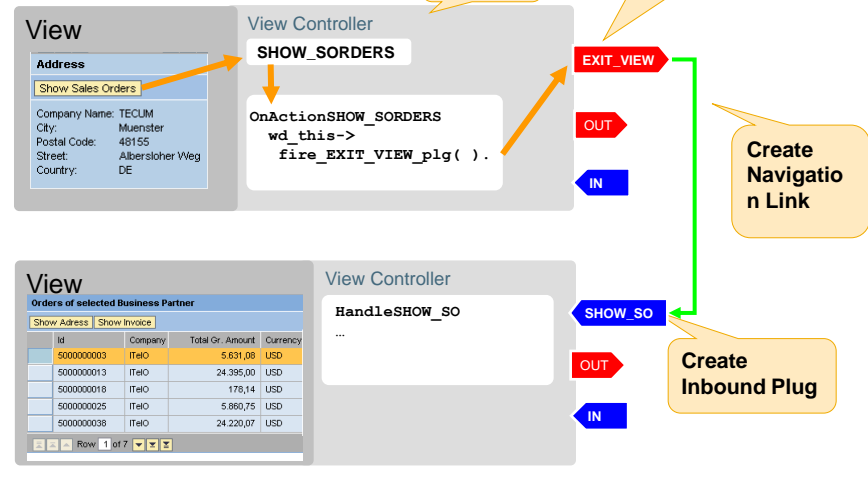 View
View Controller
SHOW_SORDERS
EXIT_VIEW
Address
Show Sales Orders
Company Name: TECUM
City: Muenster
Postal Code: 48155
Street: Albersloher Weg
Country: DE
OnActionSHOW_SORDERS
wd_this->
fire_EXIT_VIEW_plg( ).
OUT
IN
Create
Navigatio
n Link
View
View Controller
Orders of selected Business Partner
Show Adress Show Invoice
Id Company Total Gr. Amount Currency
5000000003 ITelO 5.631,08 USD
5000000013 ITelO 24.395,00 USD
5000000018 ITelO 178,14 USD
5000000025 ITelO 5.860,75 USD
5000000038 ITelO 24.220,07 USD
Row 1 of 7
HandleSHOW_SO
…
SHOW_SO
OUT
IN
Create
Inbound Plug